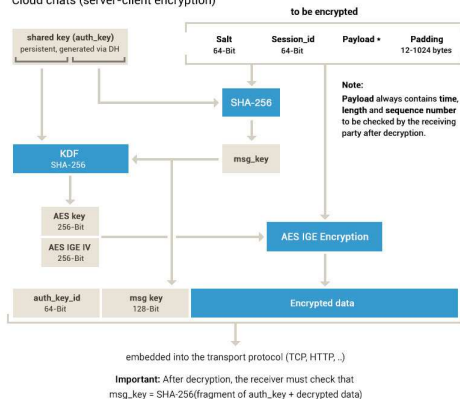 Cloud chats (server-client encryption)
to be encrypted
shared key (auth_key)
persistent, generated via DH
Salt
64-Bit
Session_id
64-Bit
Payload *
Padding
12-1024 bytes
Note:
Payload always contains time,
length and sequence number
to be checked by the receiving
party after decryption.
SHA-256
KDF
SHA-256
msg_key
AES key
256-Bit
AES IGE IV
256-Bit
AES IGE Encryption
auth_key_id
64-Bit
msg key
128-Bit
Encrypted data
embedded into the transport protocol (TCP, HTTP, ..)
Important: After decryption, the receiver must check that
msg_key = SHA-256(fragment of auth_key + decrypted data)